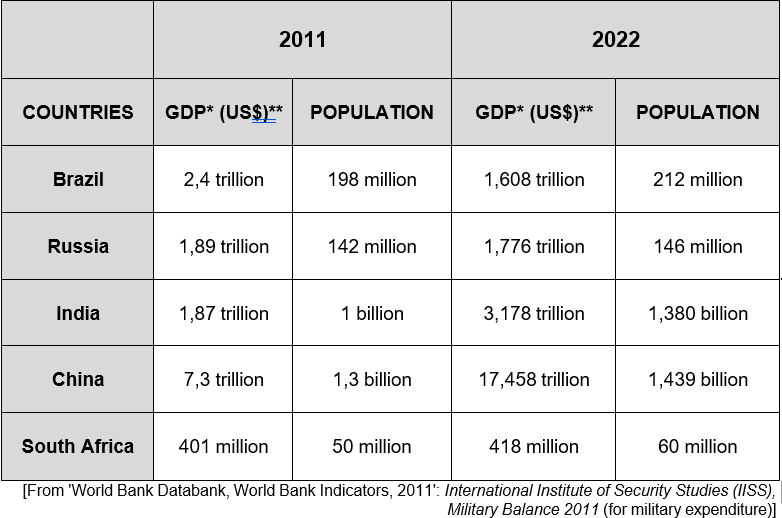 2011 2022
COUNTRIES GDP* (US$)** POPULATION GDP* (US$)** POPULATION
Brazil 2,4 trillion 198 million 1,608 trillion 212 million
Russia 1,89 trillion 142 million 1,776 trillion 146 million
India 1,87 trillion 1 billion 3,178 trillion 1,380 billion
China 7,3 trillion 1,3 billion 17,458 trillion 1,439 billion
South Africa 401 million 50 million 418 million 60 million
[From 'World Bank Databank, World Bank Indicators, 2011': International Institute of Security Studies (IISS),
Military Balance 2011 (for military expenditure)]